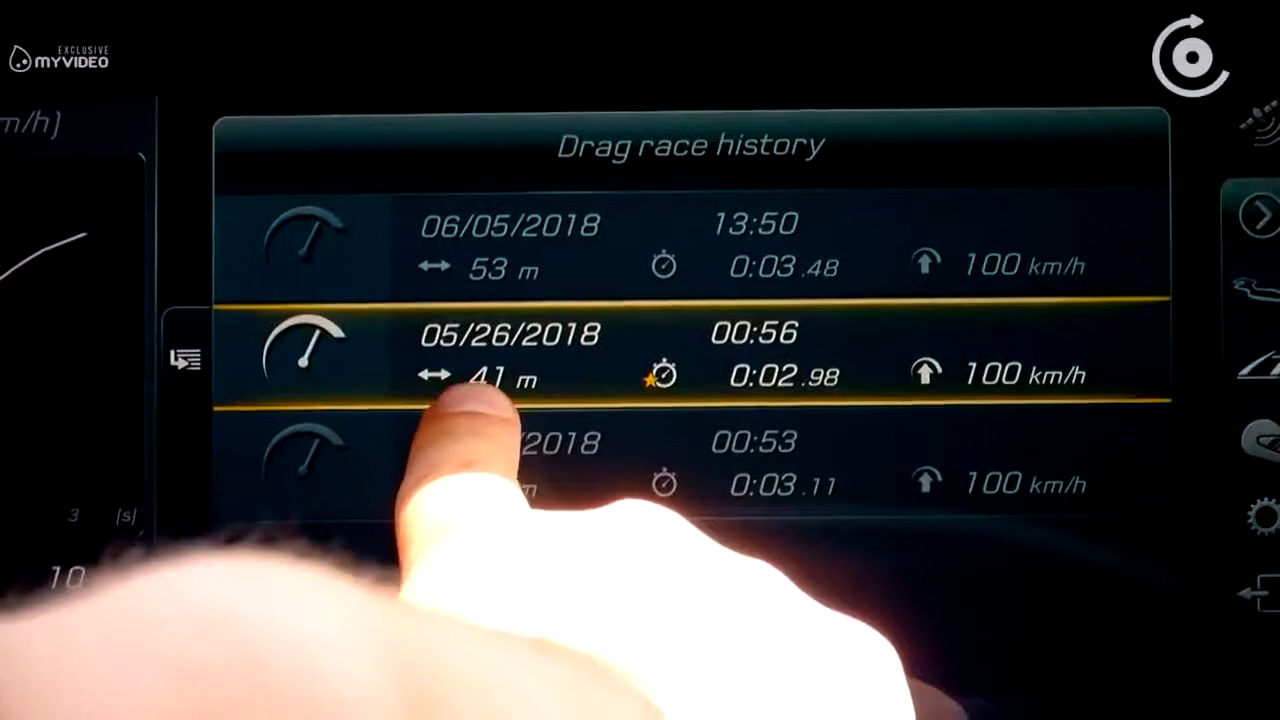 EXCLUSIVE
MYVIDEO
m/h]
Drag race history
06/05/2018 13:50
53 m 0:03.48 100 km/h
05/26/2018 00:56
41 m 0:02.98 100 km/h
/2018 00:53
m 0:03.11 100 km/h
3 [s]
10